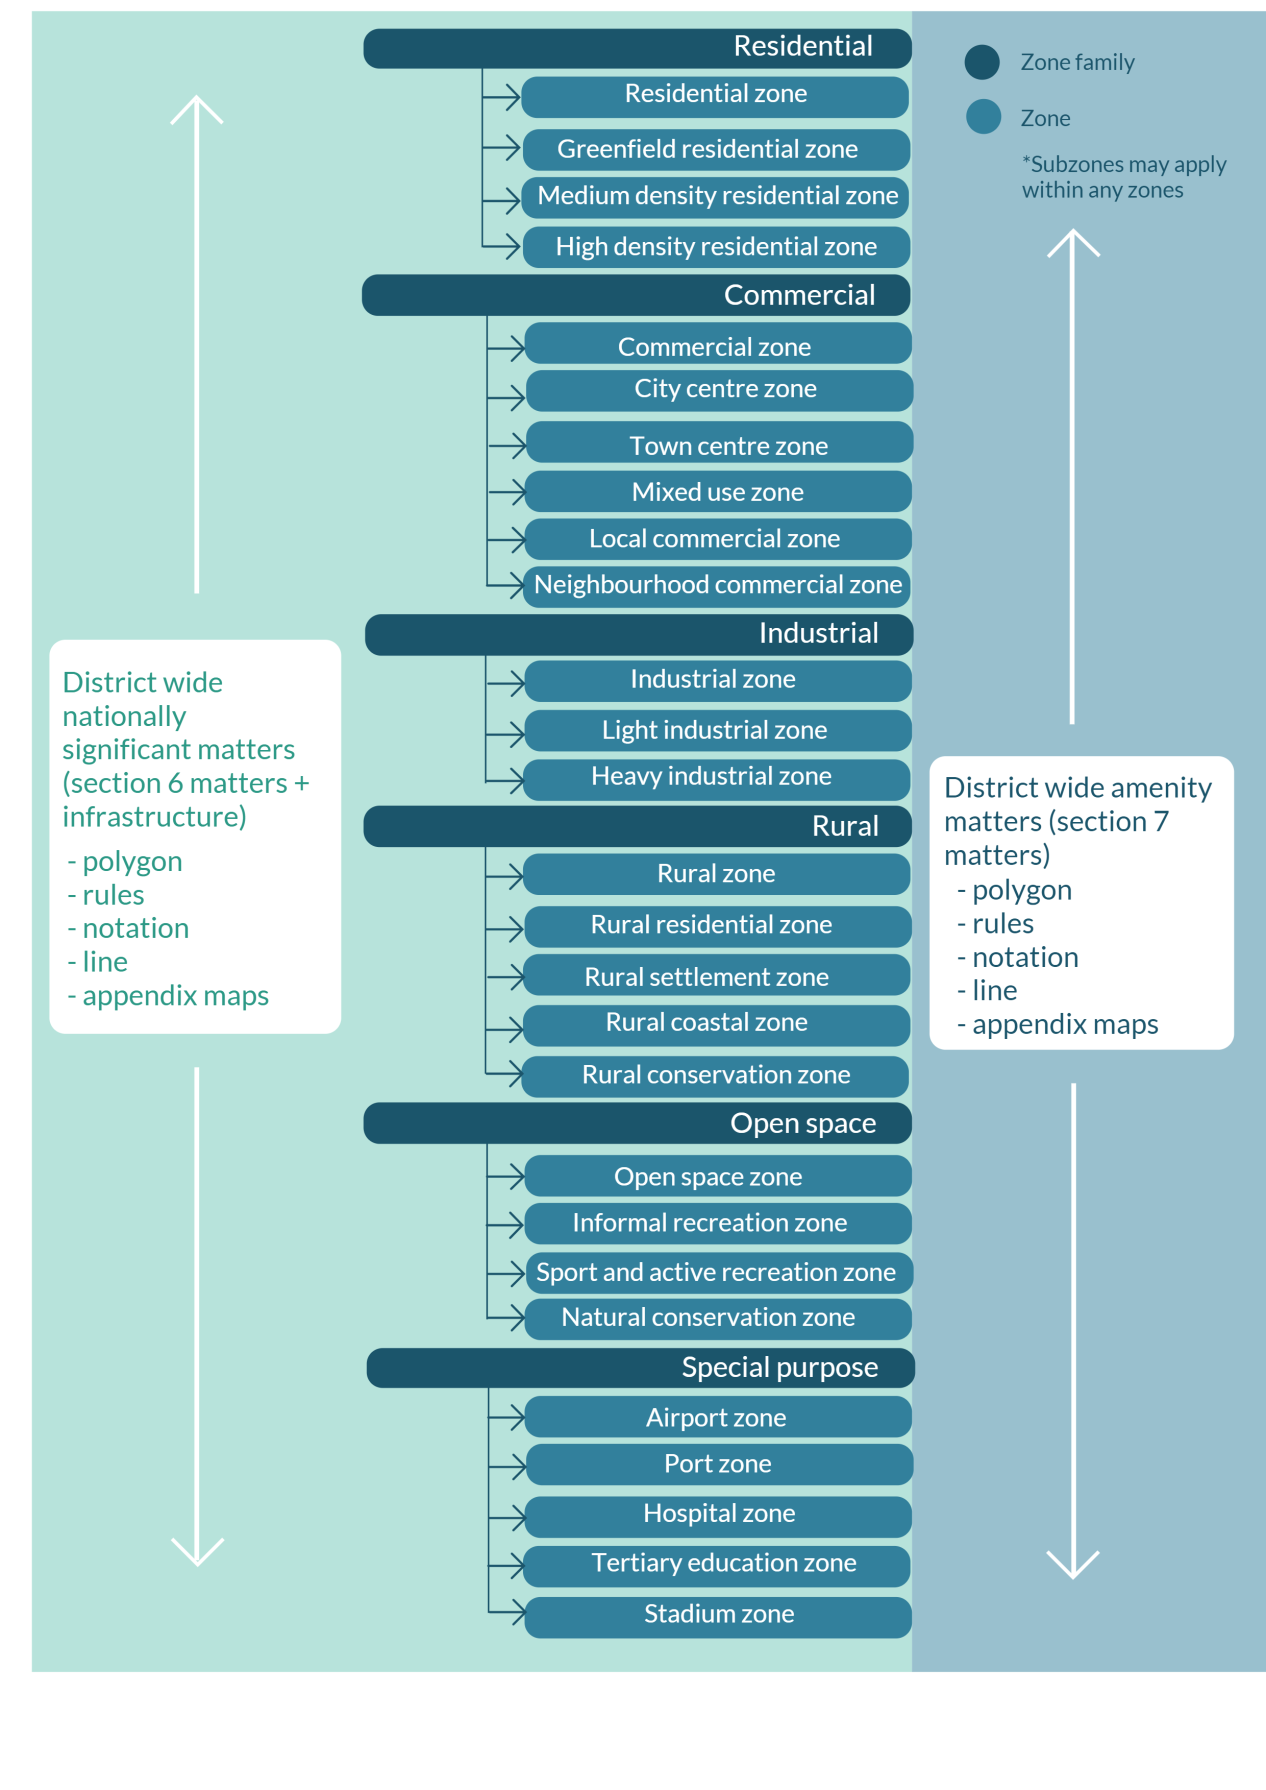 Residential
Residential zone
Greenfield residential zone
Medium density residential zone
High density residential zone
Commercial
Commercial zone
City centre zone
Town centre zone
Mixed use zone
Local commercial zone
Neighbourhood commercial zone
Industrial
Industrial zone
Light industrial zone
Heavy industrial zone
Rural
Rural zone
Rural residential zone
Rural settlement zone
Rural coastal zone
Rural conservation zone
Open space
Open space zone
Informal recreation zone
Sport and active recreation zone
Natural conservation zone
Special purpose
Airport zone
Port zone
Hospital zone
Tertiary education zone
Stadium zone
District wide
nationally
significant matters
(section 6 matters +
infrastructure)
- polygon
- rules
- notation
- line
- appendix maps
Zone family
Zone
*Subzones may apply
within any zones
District wide amenity
matters (section 7
matters)
- polygon
- rules
- notation
- line
- appendix maps